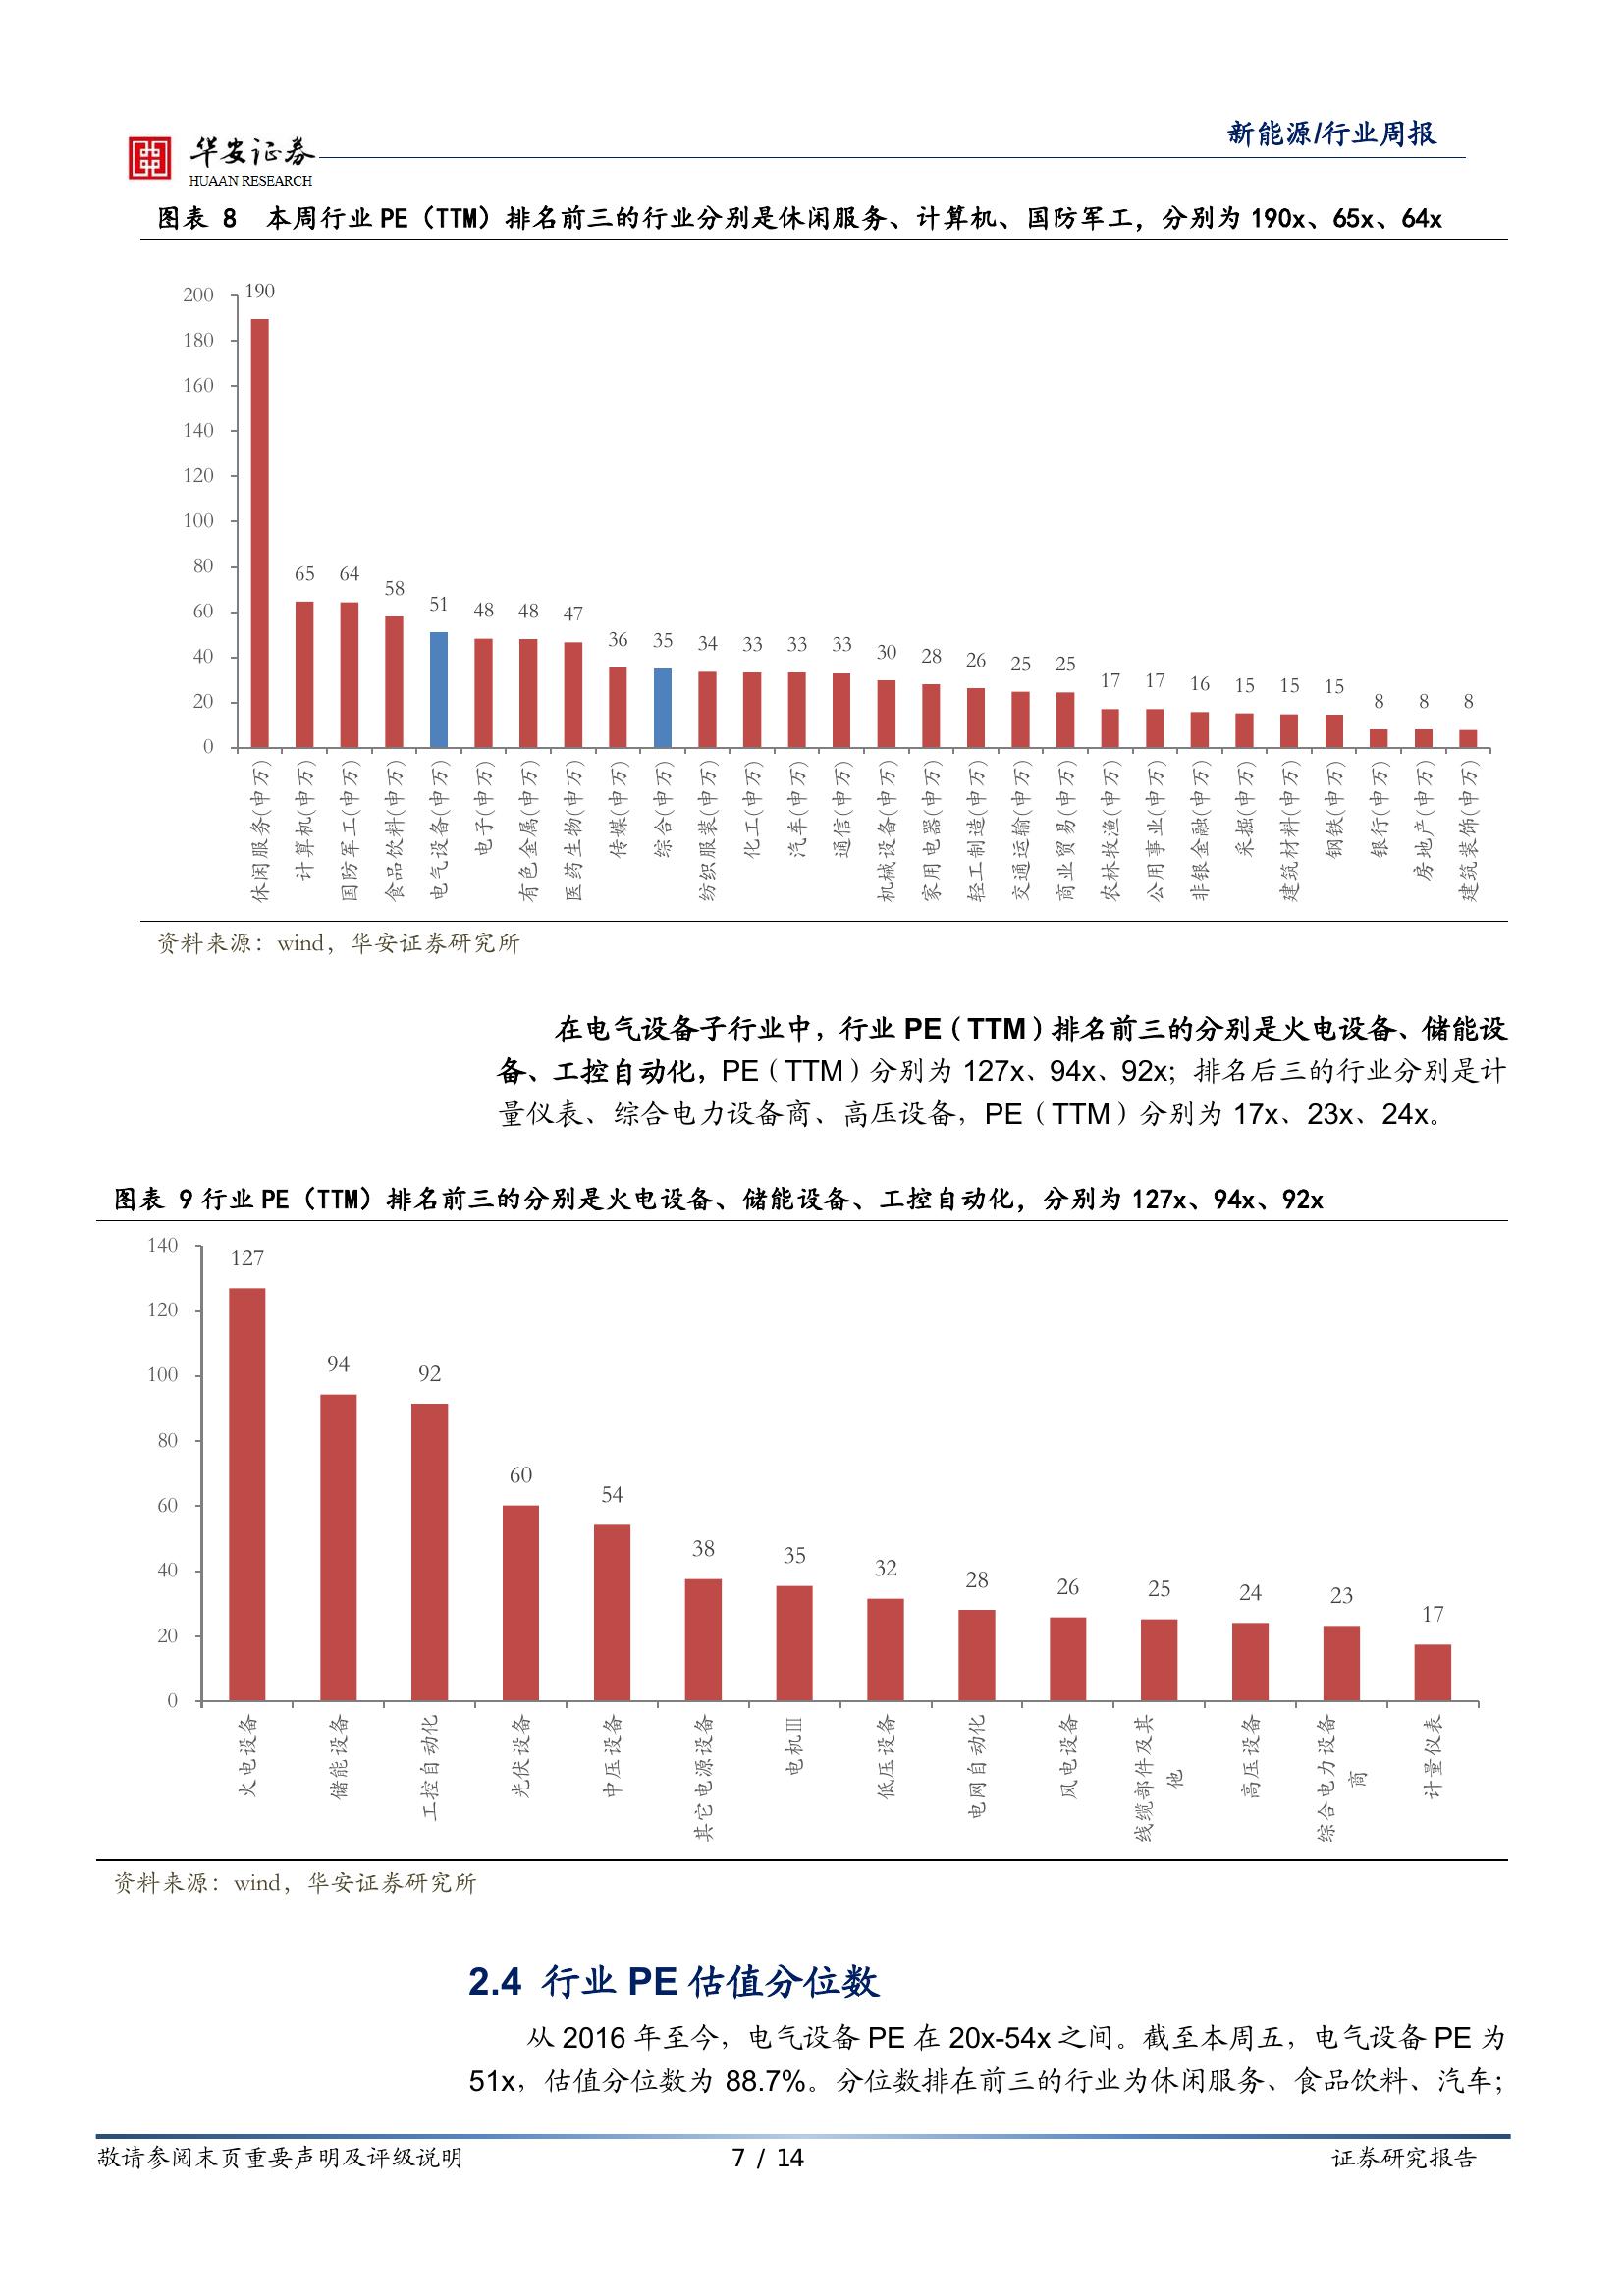 新能源/行业周报
华安证券
HUAAN RESEARCH
图表 8 本周行业 PE（TTM）排名前三的行业分别是休闲服务、计算机、国防军工，分别为 190x、65x、64x
200
180
160
140
120
100
80
60
40
20
0
190 65 64 58 51 48 48 47 36 35 34 33 33 33 30 28 26 25 25 17 17 16 15 15 15 8 8 8
休闲服务(申万)
计算机(申万)
国防军工(申万)
食品饮料(申万)
电气设备(申万)
电子(申万)
有色金属(申万)
医药生物(申万)
传媒(申万)
综合(申万)
纺织服装(申万)
化工(申万)
汽车(申万)
通信(申万)
机械设备(申万)
家用电器(申万)
轻工制造(申万)
交通运输(申万)
商业贸易(申万)
农林牧渔(申万)
公用事业(申万)
非银金融(申万)
采掘(申万)
建筑材料(申万)
钢铁(申万)
银行(申万)
房地产(申万)
建筑装饰(申万)
资料来源：wind，华安证券研究所
在电气设备子行业中，行业 PE（TTM）排名前三的分别是火电设备、储能设
备、工控自动化，PE（TTM）分别为 127x、94x、92x；排名后三的行业分别是计
量仪表、综合电力设备商、高压设备，PE（TTM）分别为 17x、23x、24x。
图表 9 行业 PE（TTM）排名前三的分别是火电设备、储能设备、工控自动化，分别为 127x、94x、92x
140
120
100
80
60
40
20
0
127 94 92 60 54 38 35 32 28 26 25 24 23 17
火电设备
储能设备
工控自动化
光伏设备
中压设备
其它电源设备
电机Ⅲ
低压设备
电网自动化
风电设备
线缆部件及其
他
高压设备
综合电力设备
商
计量仪表
资料来源：wind，华安证券研究所
2.4 行业 PE 估值分位数
从 2016 年至今，电气设备 PE 在 20x-54x 之间。截至本周五，电气设备 PE 为
51x，估值分位数为 88.7%。分位数排在前三的行业为休闲服务、食品饮料、汽车；
敬请参阅末页重要声明及评级说明 7 / 14 证券研究报告